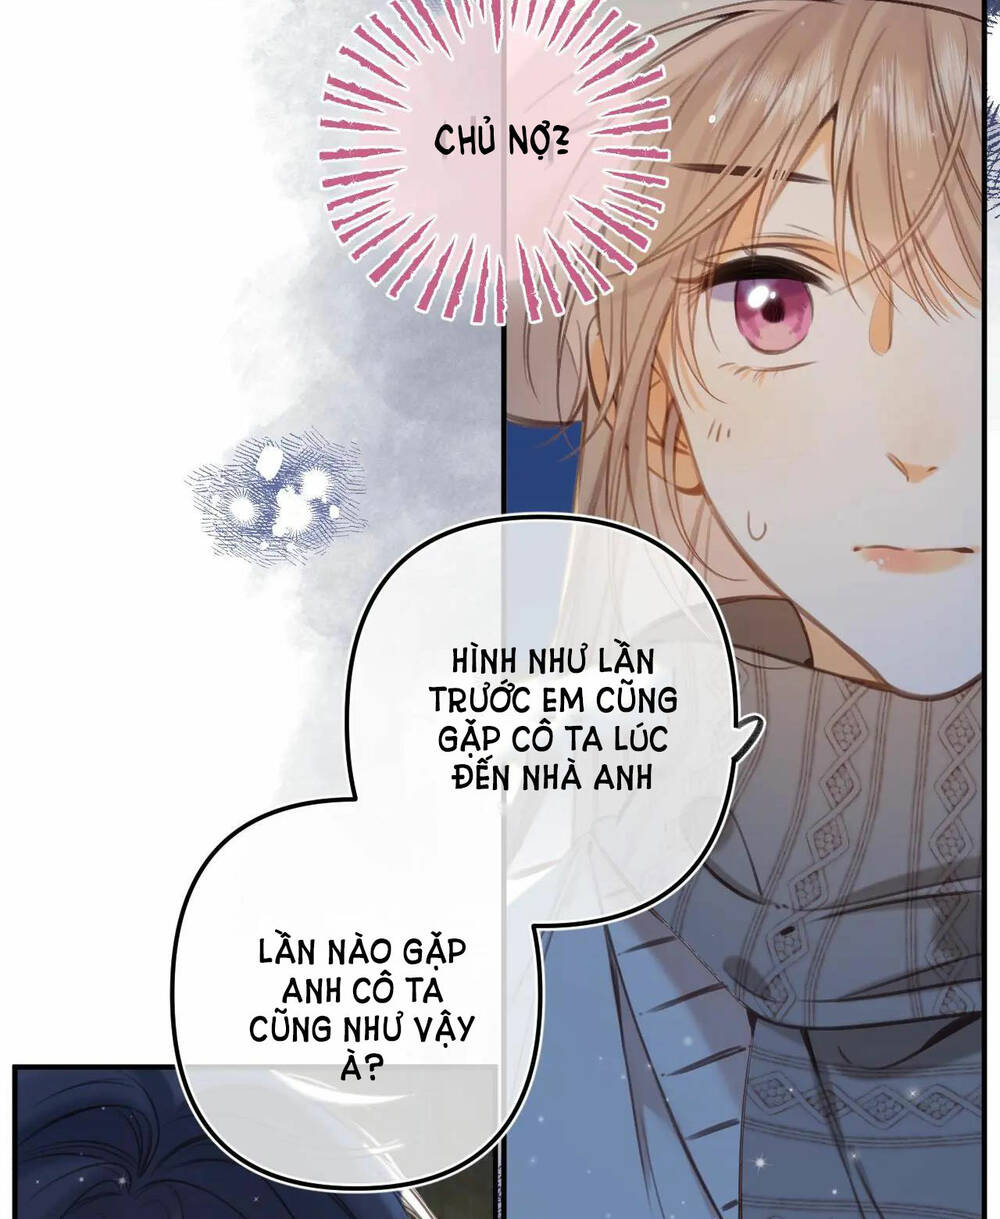 CHỦ NỢ?
HÌNH NHƯ LẦN
TRƯỚC EM CŨNG
GẶP CÔ TA LÚC
ĐẾN NHÀ ANH
LẦN NÀO GẶP
ANH CÔ TA
CŨNG NHƯ VẬY
À?